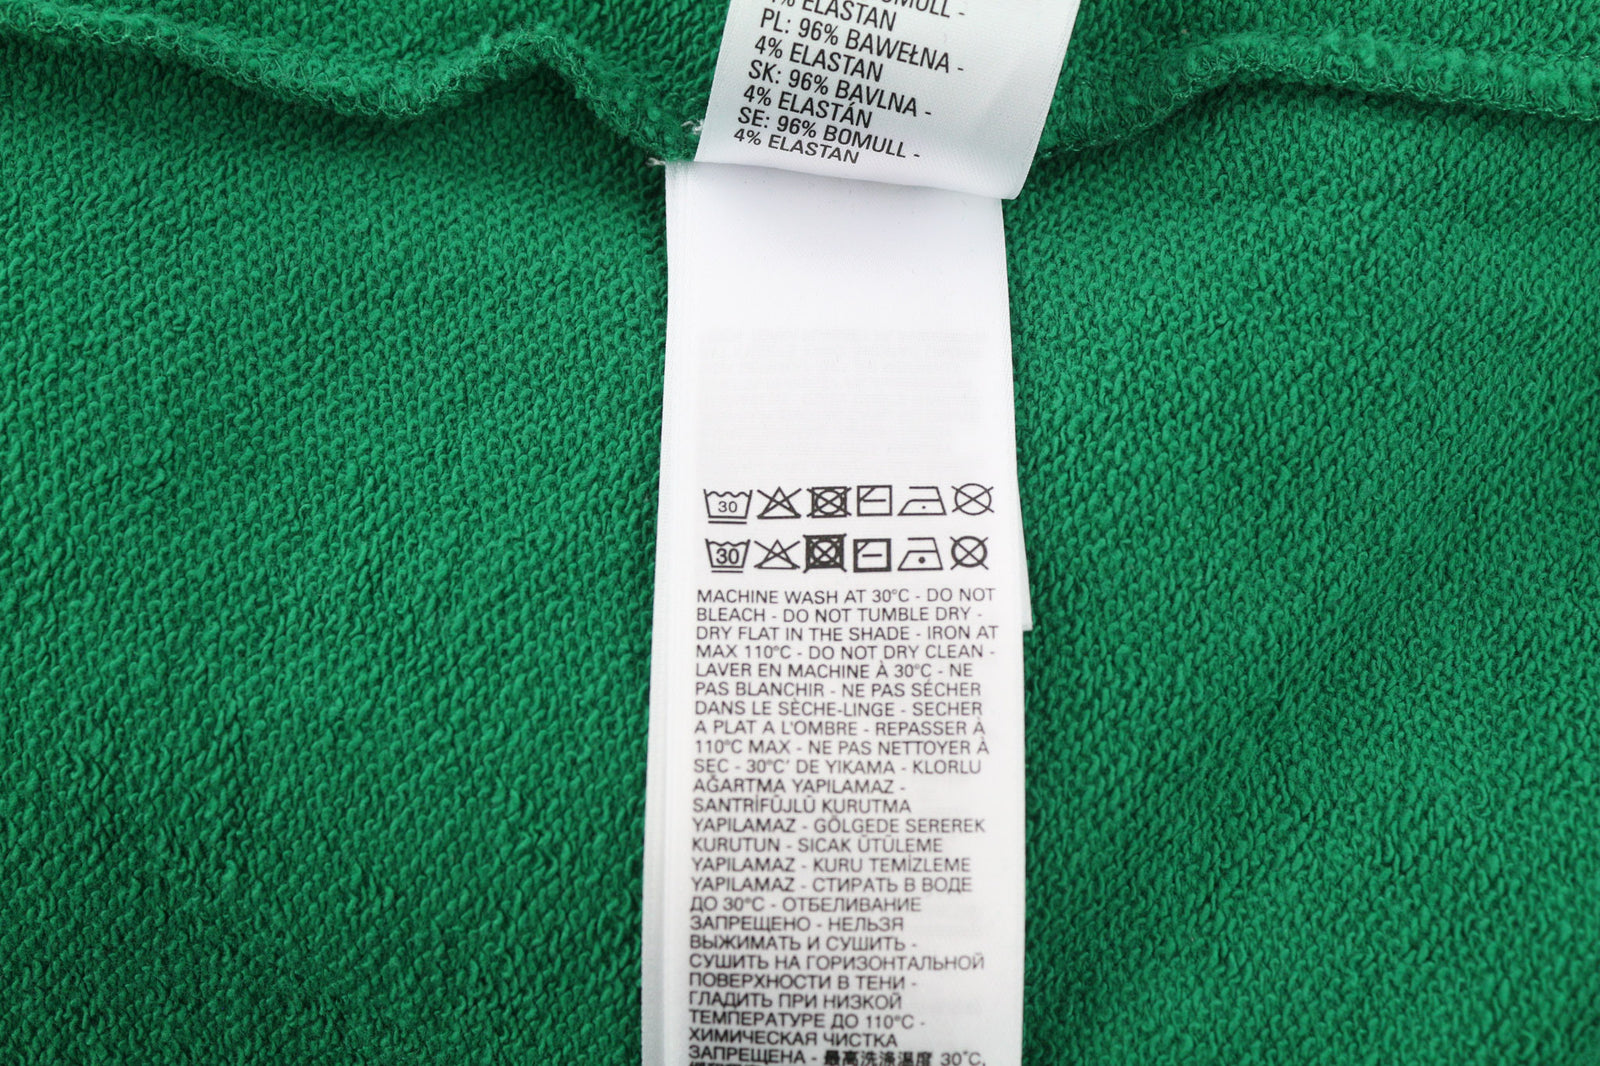 BOMULL -
ELASTAN
PL: 96% BAWEŁNA -
4% ELASTAN
SK: 96% BAVLNA -
4% ELASTÁN
SE: 96% BOMULL -
4% ELASTAN
30
30
MACHINE WASH AT 30°C - DO NOT
BLEACH - DO NOT TUMBLE DRY -
DRY FLAT IN THE SHADE - IRON AT
MAX 110°C - DO NOT DRY CLEAN -
LAVER EN MACHINE À 30°C - NE
PAS BLANCHIR - NE PAS SÉCHER
DANS LE SÈCHE-LINGE - SECHER
A PLAT A L'OMBRE - REPASSER À
110°C MAX - NE PAS NETTOYER À
SEC - 30°C' DE YIKAMA - KLORLU
AĞARTMA YAPILAMAZ -
SANTRİFÜJLÜ KURUTMA
YAPILAMAZ - GÖLGEDE SEREREK
KURUTUN - SICAK ÜTÜLEME
YAPILAMAZ - KURU TEMİZLEME
YAPILAMAZ - СТИРАТЬ В ВОДЕ
ДО 30°C - ОТБЕЛИВАНИЕ
ЗАПРЕЩЕНО - НЕЛЬЗЯ
ВЫЖИМАТЬ И СУШИТЬ -
СУШИТЬ НА ГОРИЗОНТАЛЬНОЙ
ПОВЕРХНОСТИ В ТЕНИ -
ГЛАДИТЬ ПРИ НИЗКОЙ
ТЕМПЕРАТУРЕ ДО 110°C -
ХИМИЧЕСКАЯ ЧИСТКА
ЗАПРЕЩЕНА - 最高洗涤温度 30°C,